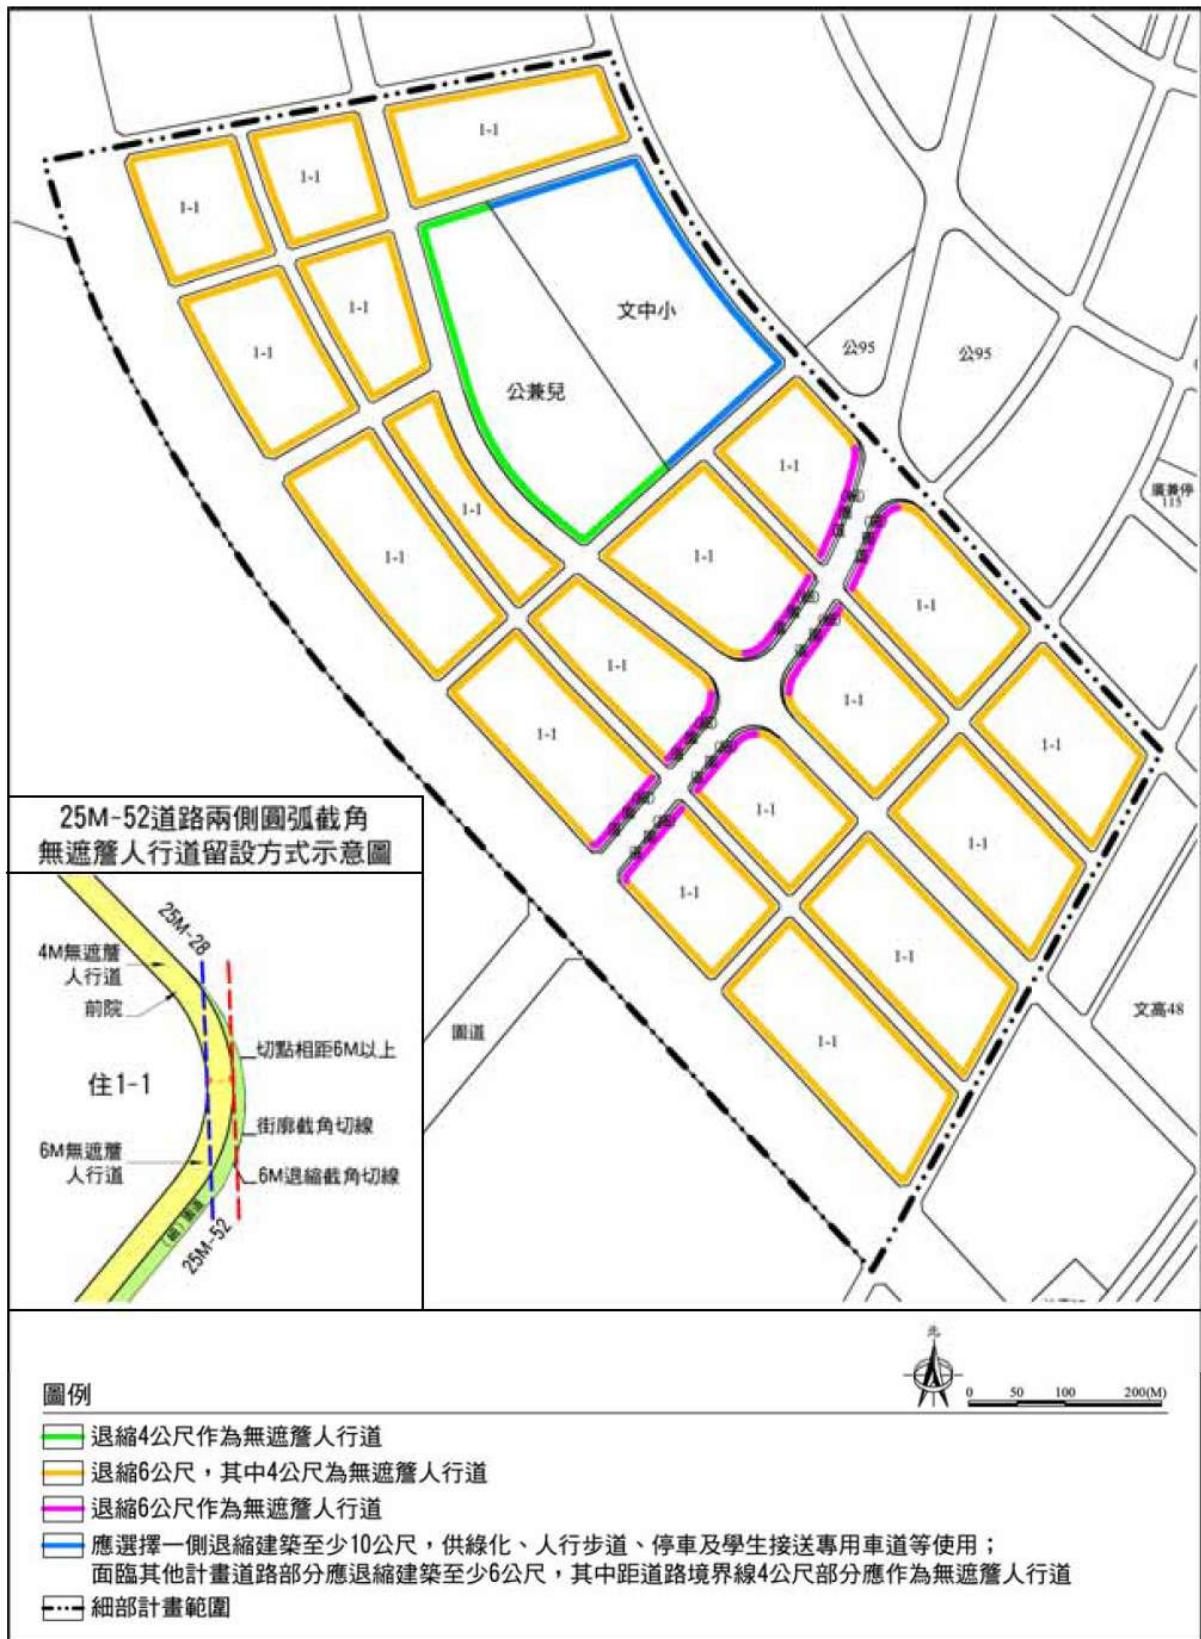 1-1
1-1
1-1
1-1
文中小
公95
公95
1-1
公兼兒
1-1
廣兼停
115
1-1
1-1
1-1
1-1
1-1
1-1
1-1
1-1
1-1
1-1
1-1
1-1
1-1
文高48
園道
1-1
25M-52道路兩側圓弧截角
無遮簷人行道留設方式示意圖
25M-28
4M無遮簷
人行道
前院
切點相距6M以上
住1-1
街廓截角切線
6M無遮簷
人行道
6M退縮截角切線
25M-52
北
0 50 100 200(M)
圖例
退縮4公尺作為無遮簷人行道
退縮6公尺，其中4公尺為無遮簷人行道
退縮6公尺作為無遮簷人行道
應選擇一側退縮建築至少10公尺，供綠化、人行步道、停車及學生接送專用車道等使用；
面臨其他計畫道路部分應退縮建築至少6公尺，其中距道路境界線4公尺部分應作為無遮簷人行道
細部計畫範圍